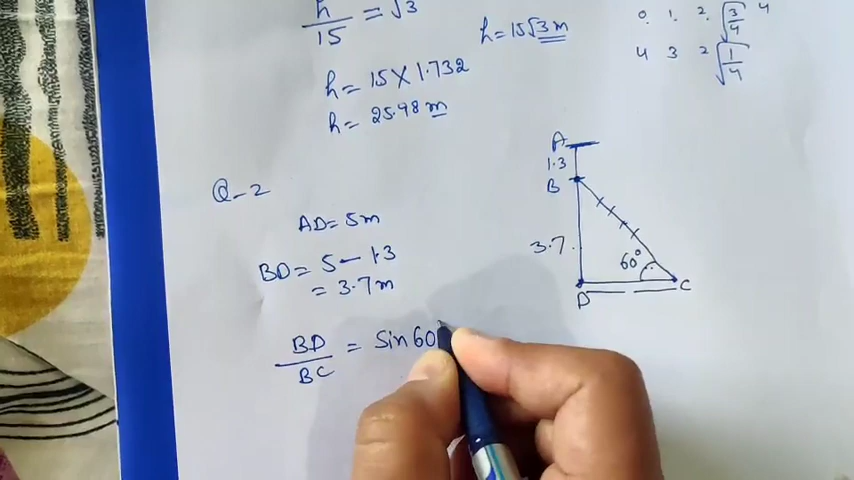 h/15 = √3
h = 15√3 m
h = 15 X 1.732
h = 25.98 m
0. 1. 2. √3/4 4
4 3 2 √1/4
Q-2
AD = 5m
BD = 5 - 1.3
= 3.7m
BD/BC = Sin 60
A
1.3
B
3.7.
60°
D
C